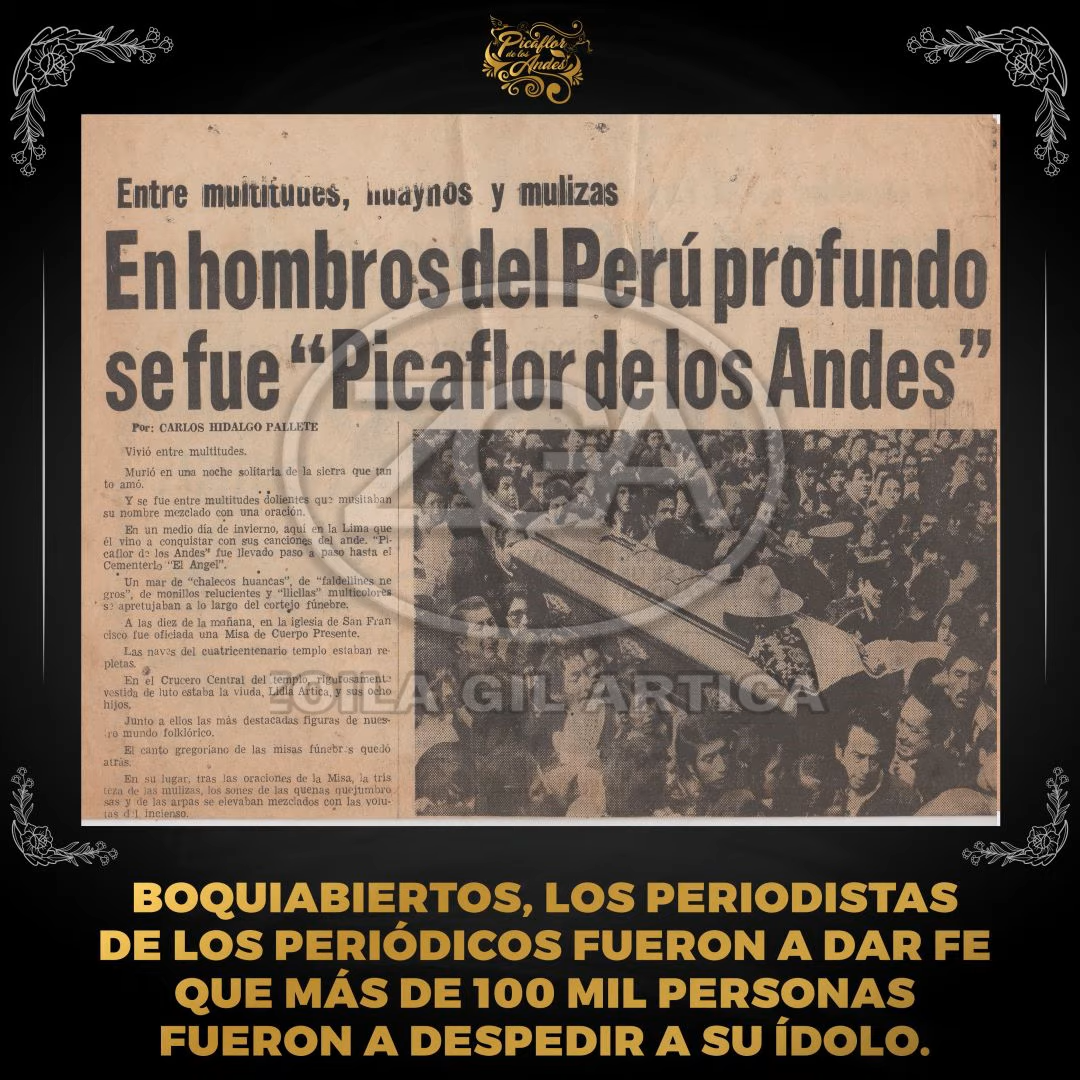 Picaflor
de los
Andes
Entre multitudes, huaynos y mulizas
En hombros del Perú profundo
se fue “Picaflor de los Andes”
Por: CARLOS HIDALGO PALLETE
Vivió entre multitudes.
Murió en una noche solitaria de la sierra que tan
to amó.
Y se fue entre multitudes dolientes que musitaban
su nombre mezclado con una oración.
En un medio día de invierno, aquí en la Lima que
él vino a conquistar con sus canciones del ande. “Pi-
caflor de los Andes” fue llevado paso a paso hasta el
Cementerio “El Angel”.
Un mar de “chalecos huancas”, de “faldellines ne
gros”, de monillos relucientes y “llicllas” multicolores
se apretujaban a lo largo del cortejo fúnebre.
A las diez de la mañana, en la iglesia de San Fran
cisco fue oficiada una Misa de Cuerpo Presente.
Las naves del cuatricentenario templo estaban re-
pletas.
En el Crucero Central del templo, rigurosamente
vestida de luto estaba la viuda, Lidia Artica, y sus ocho
hijos.
Junto a ellos las más destacadas figuras de nues-
ro mundo folklórico.
El canto gregoriano de las misas fúnebres quedó
atrás.
En su lugar, tras las oraciones de la Misa, la tris
teza de las mulizas, los sones de las quenas quejumbro
sas y de las arpas se elevaban mezclados con las volu-
tas del incienso.
ZGA
ZOILA GIL ARTICA
BOQUIABIERTOS, LOS PERIODISTAS
DE LOS PERIÓDICOS FUERON A DAR FE
QUE MÁS DE 100 MIL PERSONAS
FUERON A DESPEDIR A SU ÍDOLO.